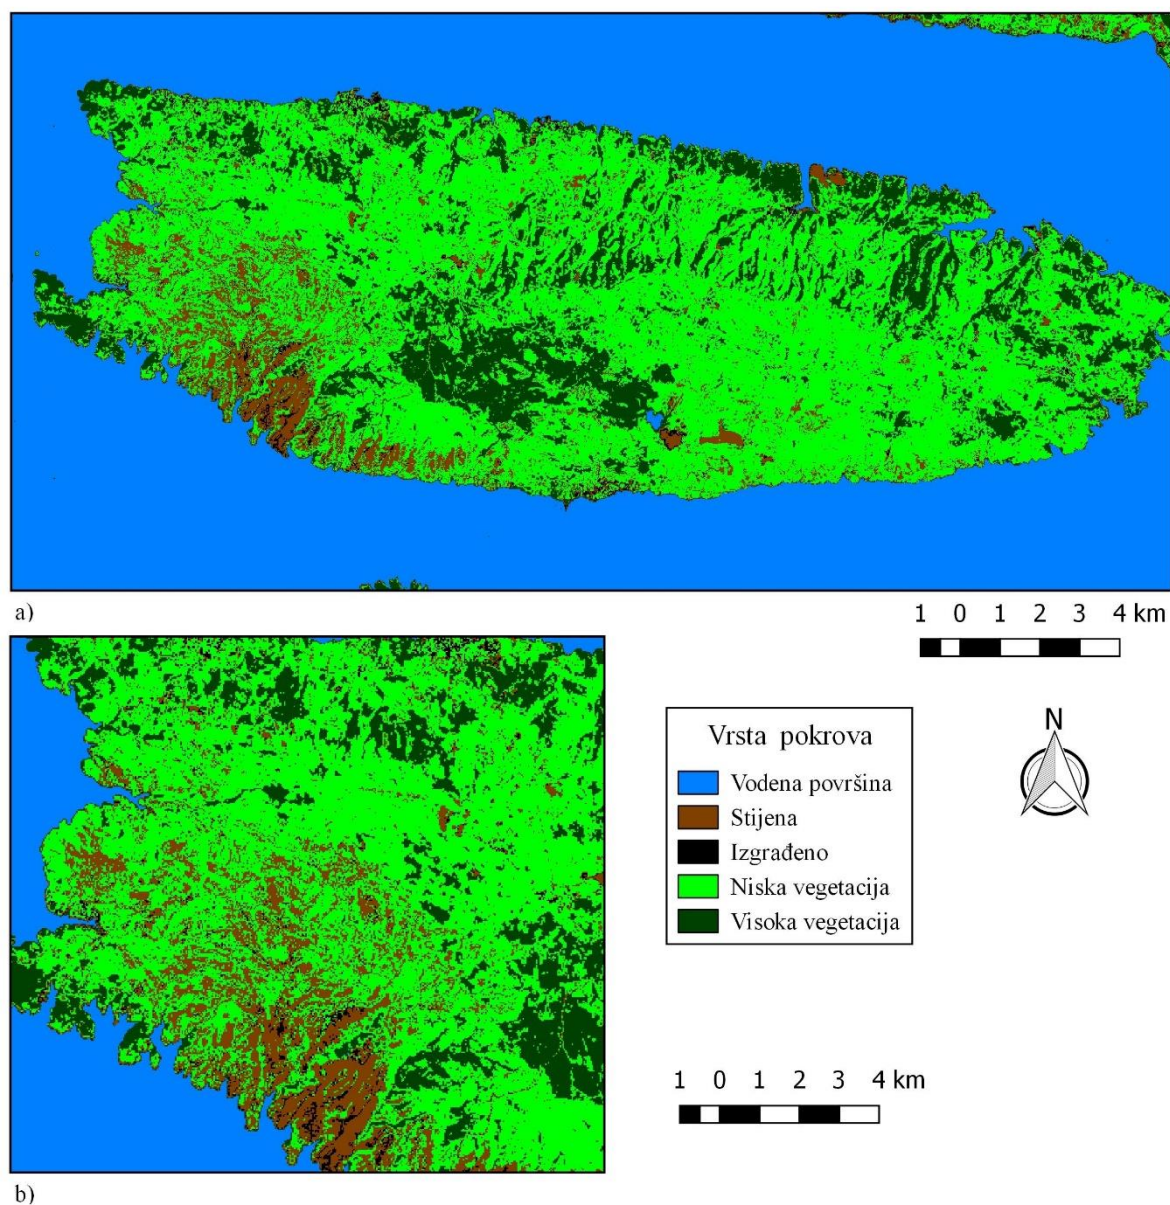 a)
1 0 1 2 3 4 km
N
Vrsta pokrova
Vodena površina
Stijena
Izgrađeno
Niska vegetacija
Visoka vegetacija
1 0 1 2 3 4 km
b)